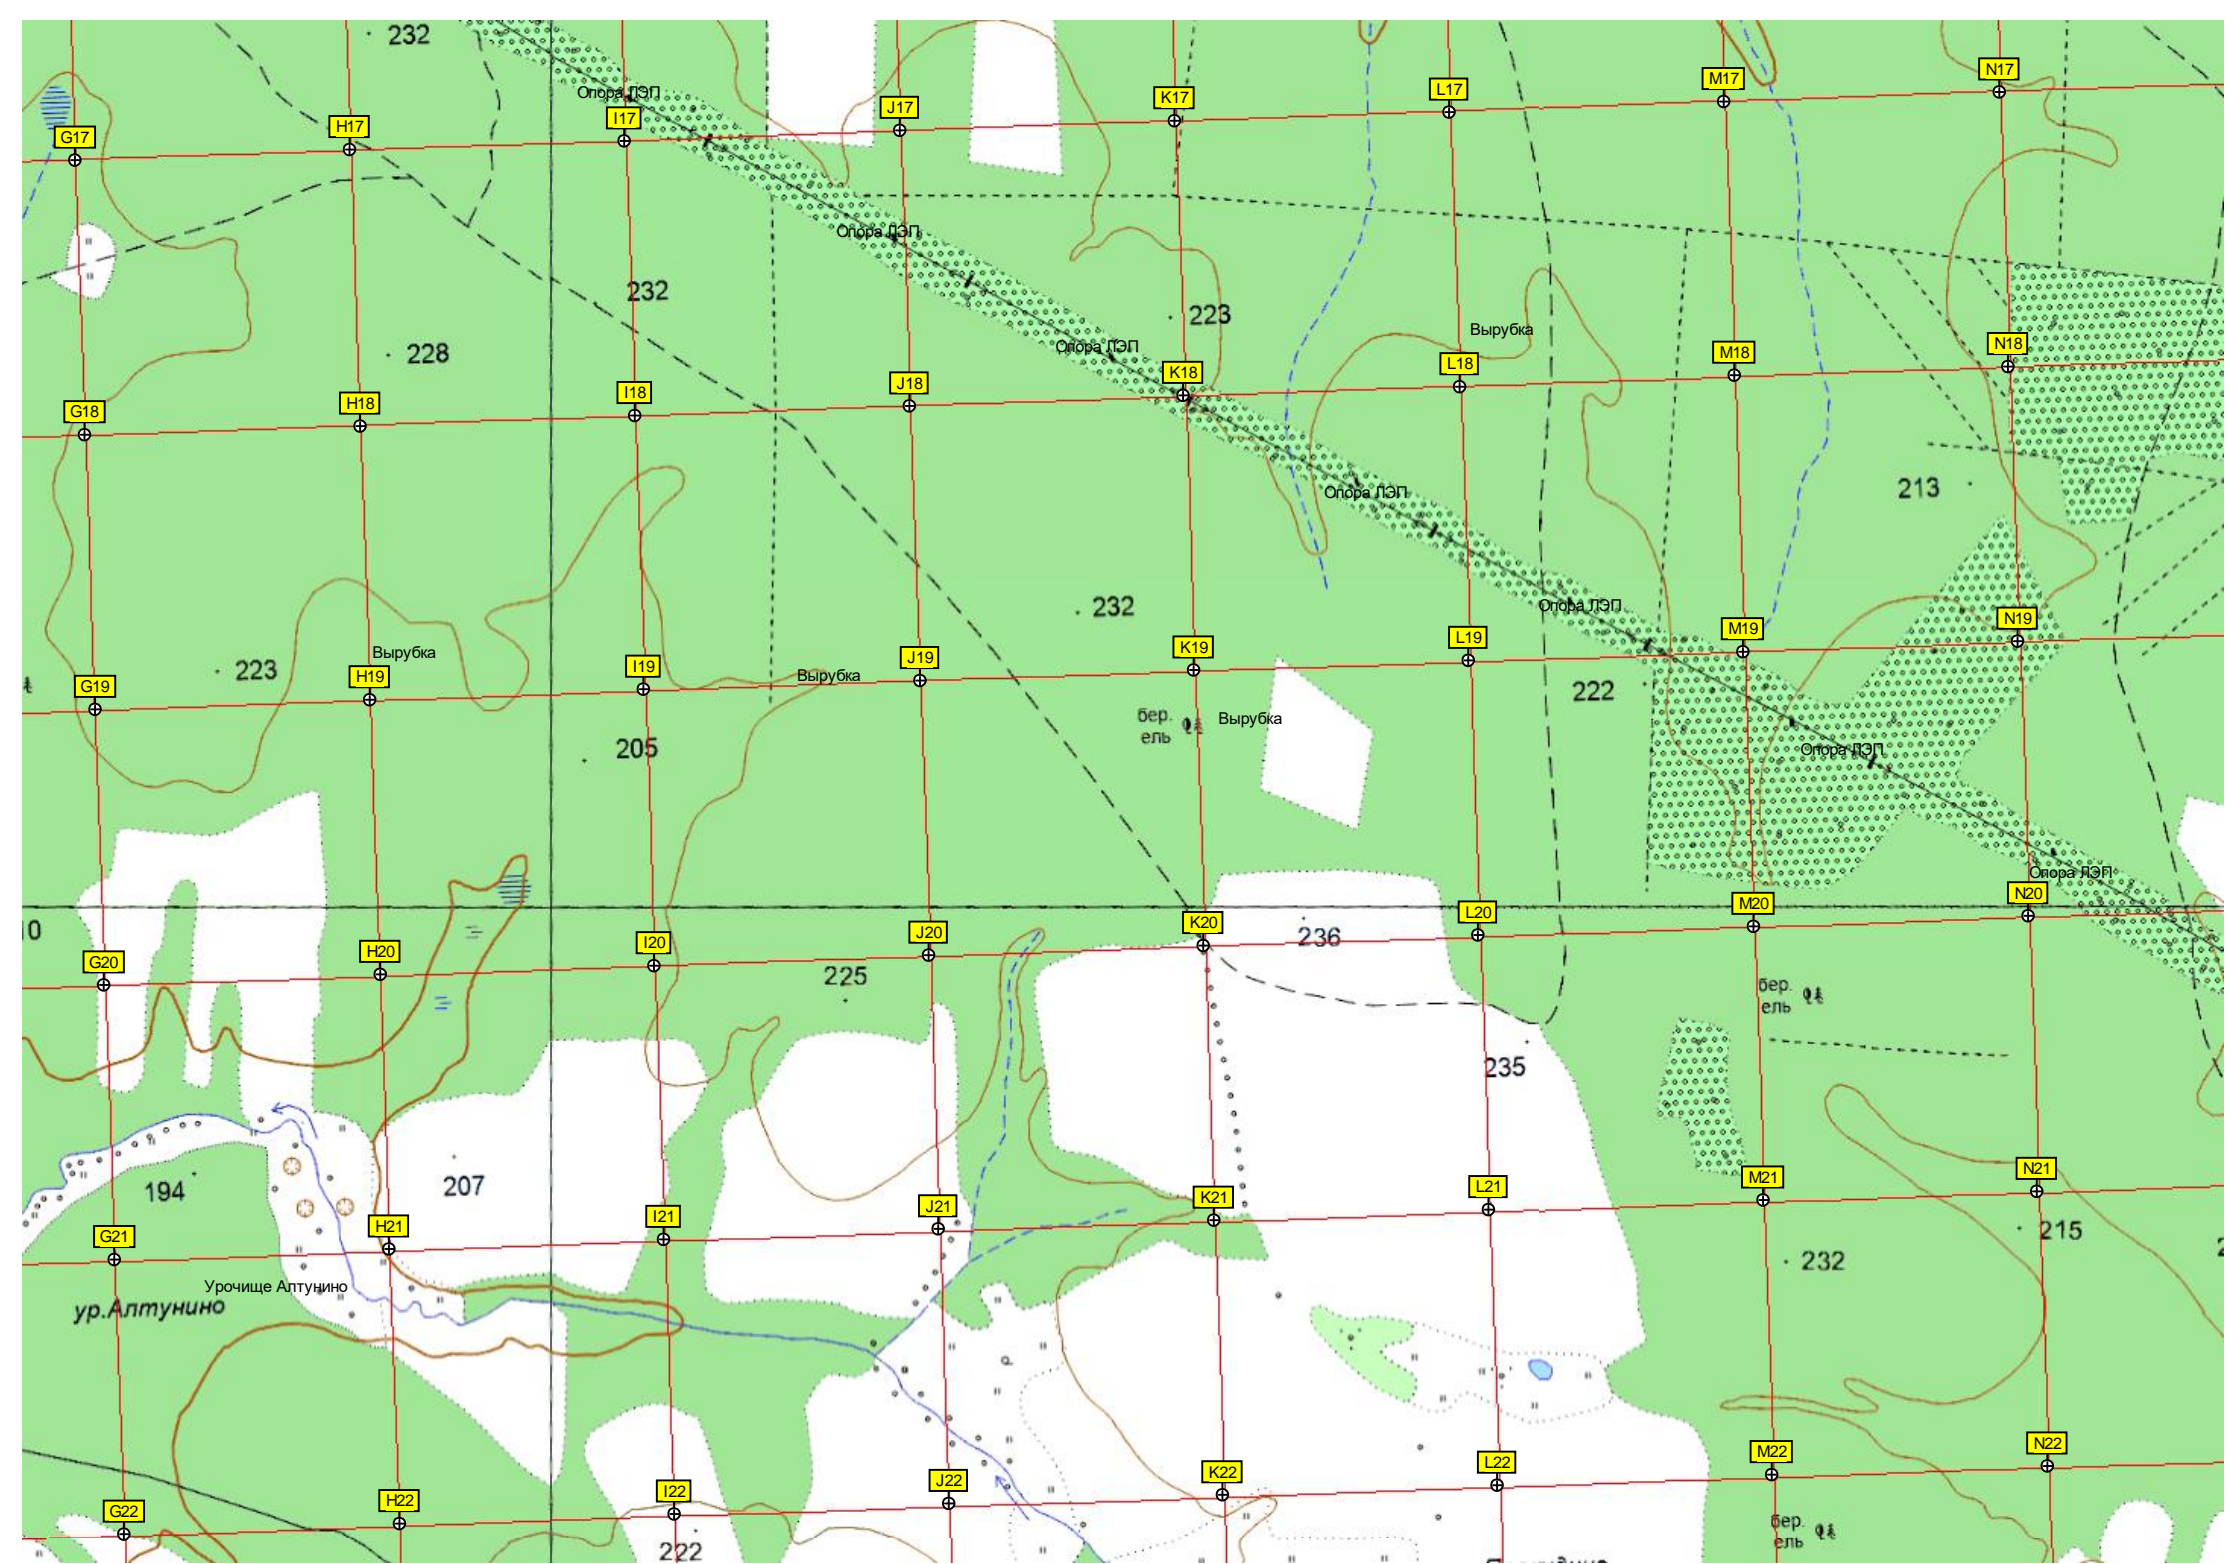 232
Опора ЛЭП
N17
M17
L17
K17
J17
I17
H17
G17
Опора ЛЭП
232
223
Вырубка
228
Опора ЛЭП
N18
M18
L18
K18
J18
I18
H18
G18
213
Опора ЛЭП
232
Опора ЛЭП
N19
M19
L19
K19
J19
I19
H19
G19
Вырубка
223
Вырубка
222
бер.
ель
Вырубка
205
Опора ЛЭП
Опора ЛЭП
N20
M20
L20
K20
J20
I20
H20
G20
236
225
бер.
ель
235
194
207
N21
M21
L21
K21
J21
I21
H21
G21
215
232
Урочище Алтунино
ур.Алтунино
N22
M22
L22
K22
J22
I22
H22
G22
бер.
ель
222